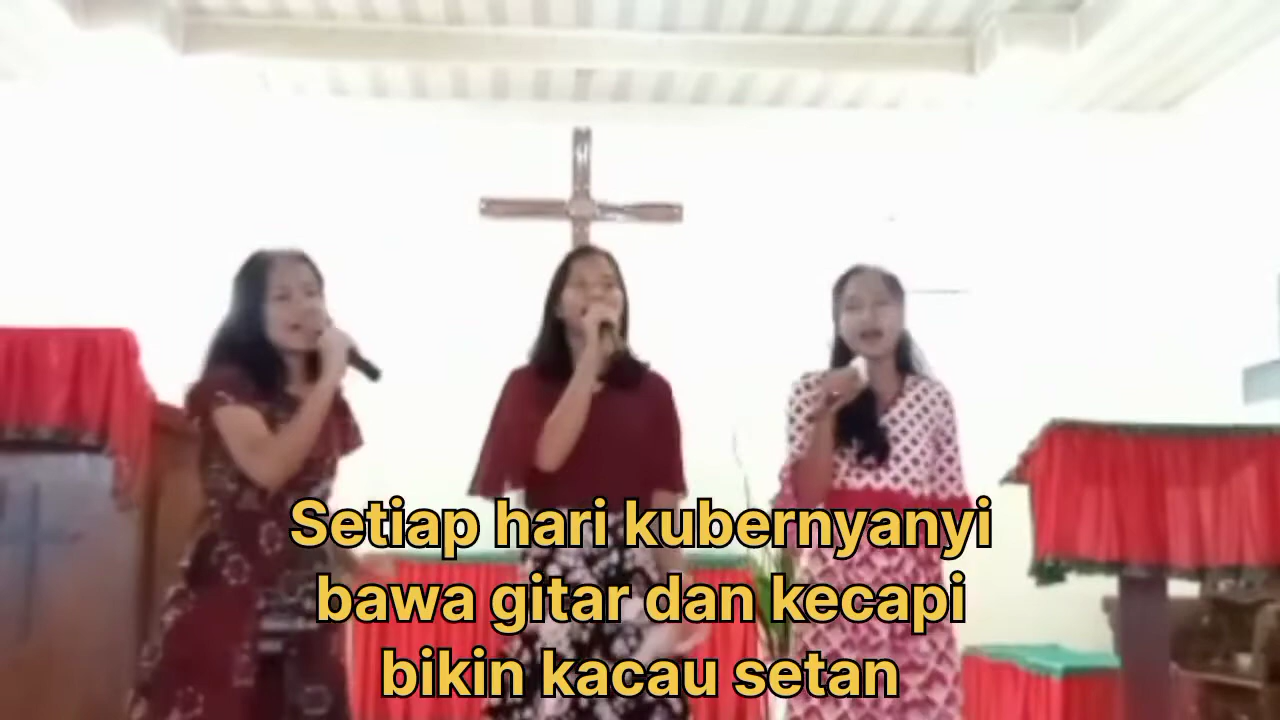 Setiap hari kubernyanyi
bawa gitar dan kecapi
bikin kacau setan